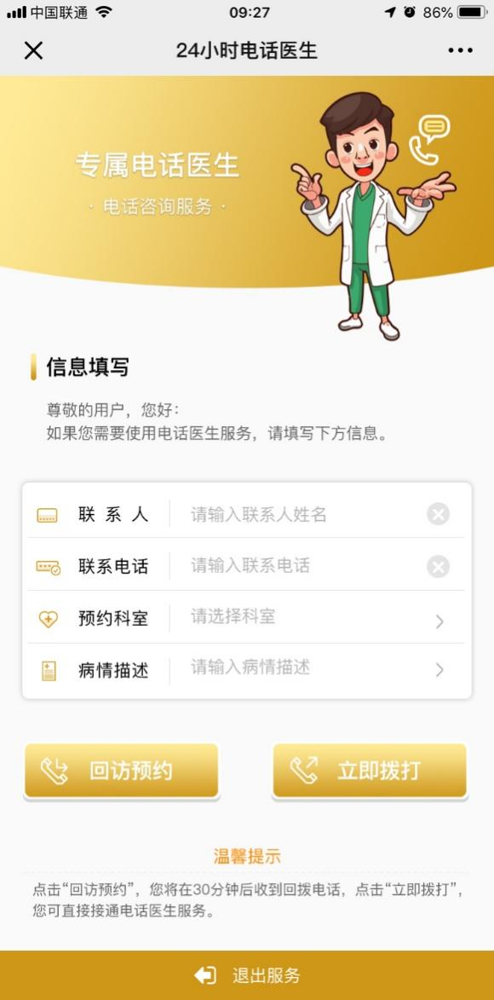 中国联通
09:27
86%
24小时电话医生
专属电话医生
· 电话咨询服务 ·
信息填写
尊敬的用户，您好：
如果您需要使用电话医生服务，请填写下方信息。
联 系 人 请输入联系人姓名
联系电话 请输入联系电话
预约科室 请选择科室
病情描述 请输入病情描述
回访预约
立即拨打
温馨提示
点击“回访预约”，您将在30分钟后收到回拨电话，点击“立即拨打”，
您可直接接通电话医生服务。
退出服务